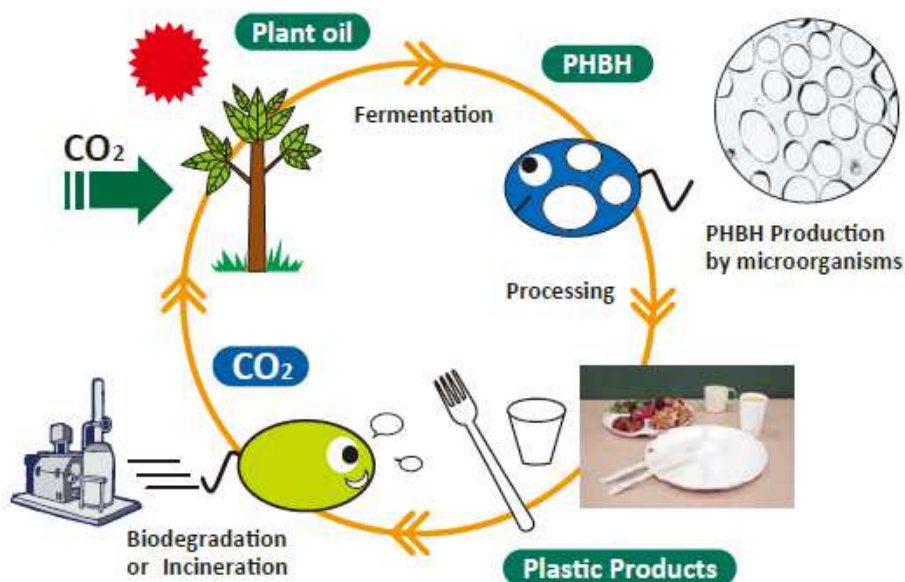 Plant oil
PHBH
Fermentation
CO₂
PHBH Production
by microorganisms
Processing
CO₂
Biodegradation
or Incineration
Plastic Products